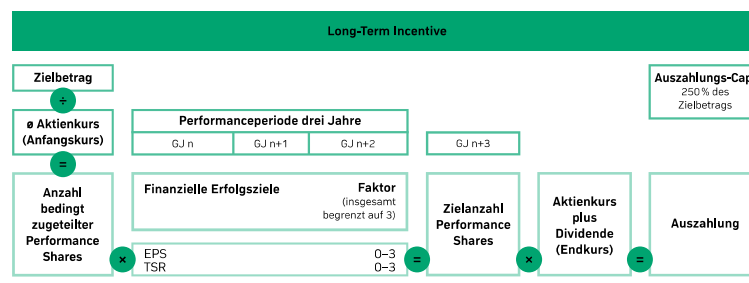 Long-Term Incentive
Zielbetrag
÷
ø Aktienkurs
(Anfangskurs)
=
Anzahl
bedingt
zugeteilter
Performance
Shares
×
Performanceperiode drei Jahre
GJ n GJ n+1 GJ n+2
GJ n+3
Finanzielle Erfolgsziele Faktor
(insgesamt
begrenzt auf 3)
EPS 0–3
TSR 0–3
=
Zielanzahl
Performance
Shares
×
Aktienkurs
plus
Dividende
(Endkurs)
=
Auszahlungs-Cap
250 % des
Zielbetrags
Auszahlung